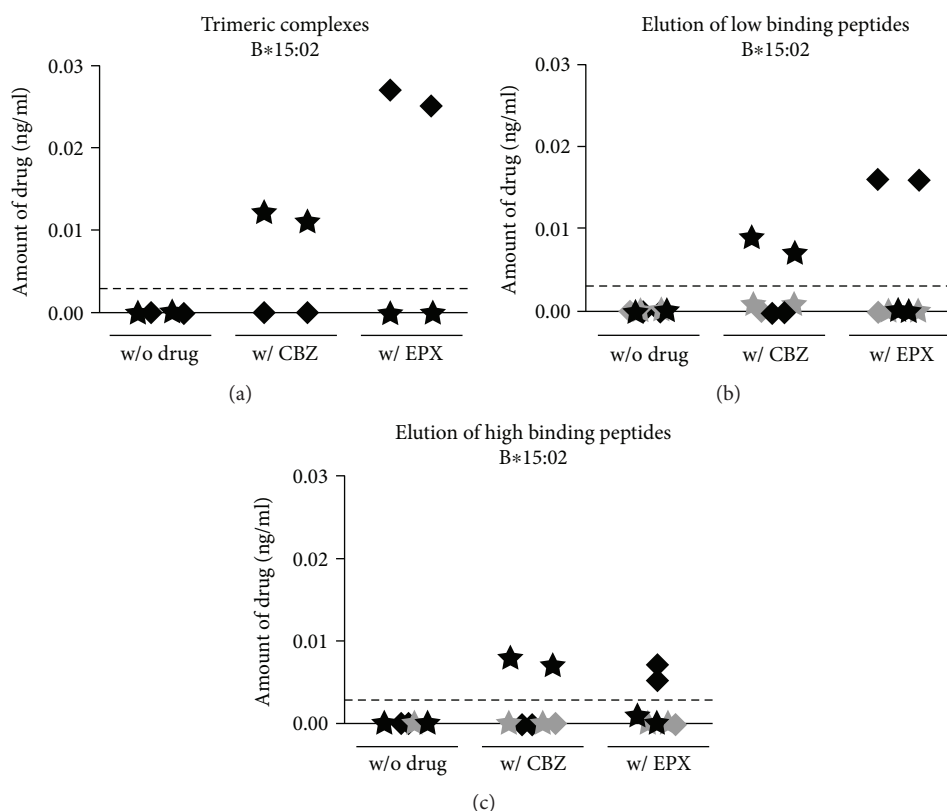 Trimeric complexes
B∗15:02
Amount of drug (ng/ml)
0.03
0.02
0.01
0.00
w/o drug
w/ CBZ
w/ EPX
(a)
Elution of low binding peptides
B∗15:02
Amount of drug (ng/ml)
0.03
0.02
0.01
0.00
w/o drug
w/ CBZ
w/ EPX
(b)
Elution of high binding peptides
B∗15:02
Amount of drug (ng/ml)
0.03
0.02
0.01
0.00
w/o drug
w/ CBZ
w/ EPX
(c)